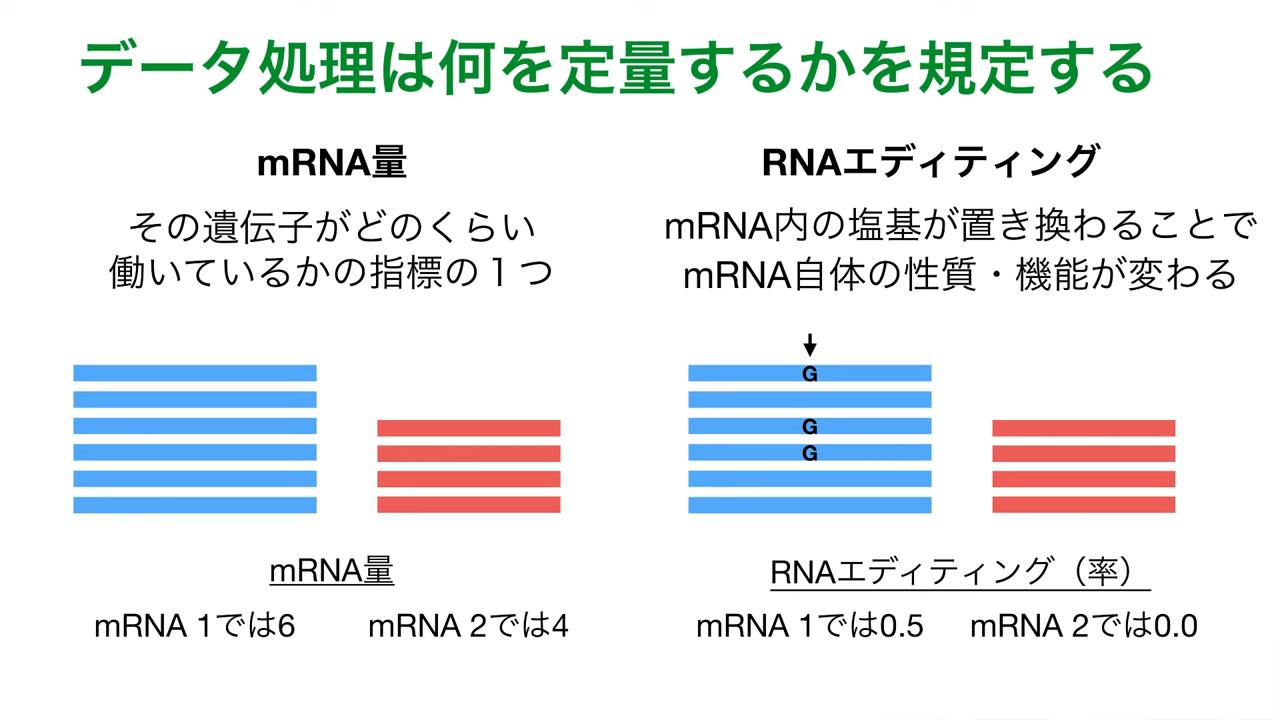 データ処理は何を定量するかを規定する
mRNA量
その遺伝子がどのくらい
働いているかの指標の１つ
mRNA量
mRNA 1では6
mRNA 2では4
RNAエディティング
mRNA内の塩基が置き換わることで
mRNA自体の性質・機能が変わる
G
G
G
RNAエディティング（率）
mRNA 1では0.5
mRNA 2では0.0